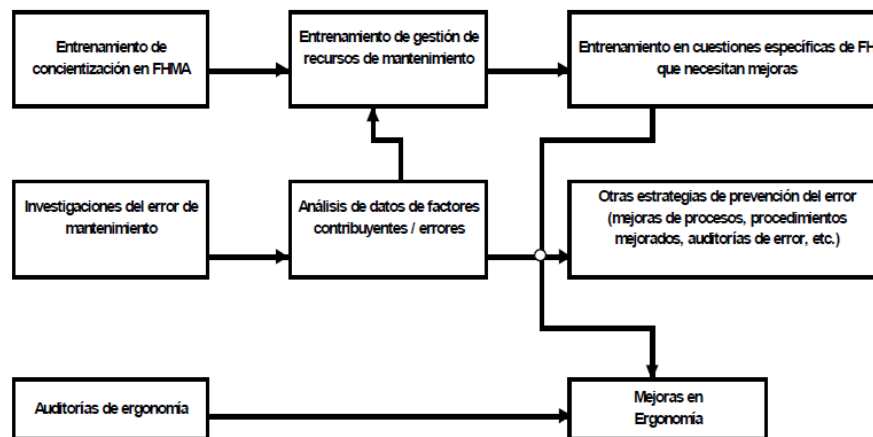 Entrenamiento de
concientización en FHMA
Entrenamiento de gestión de
recursos de mantenimiento
Entrenamiento en cuestiones específicas de FH
que necesitan mejoras
Investigaciones del error de
mantenimiento
Análisis de datos de factores
contribuyentes / errores
Otras estrategias de prevención del error
(mejoras de procesos, procedimientos
mejorados, auditorías de error, etc.)
Auditorías de ergonomía
Mejoras en
Ergonomía